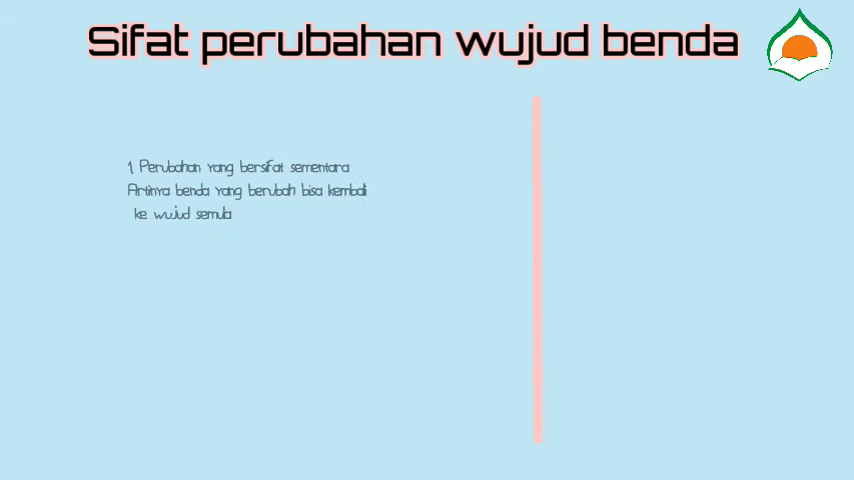 Sifat perubahan wujud benda
1. Perubahan yang bersifat sementara
Artinya benda yang berubah bisa kembali
ke wujud semula